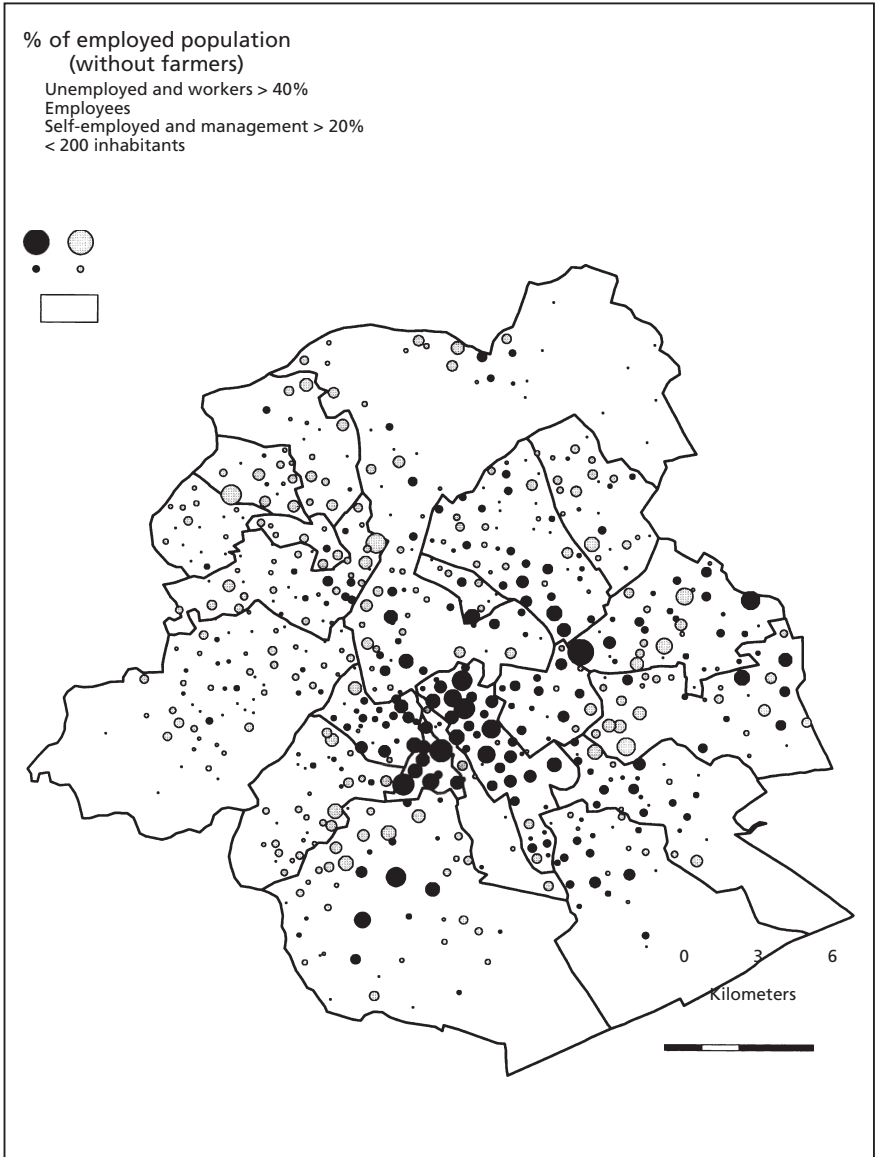 % of employed population
(without farmers)
Unemployed and workers > 40%
Employees
Self-employed and management > 20%
< 200 inhabitants
0 3 6
Kilometers